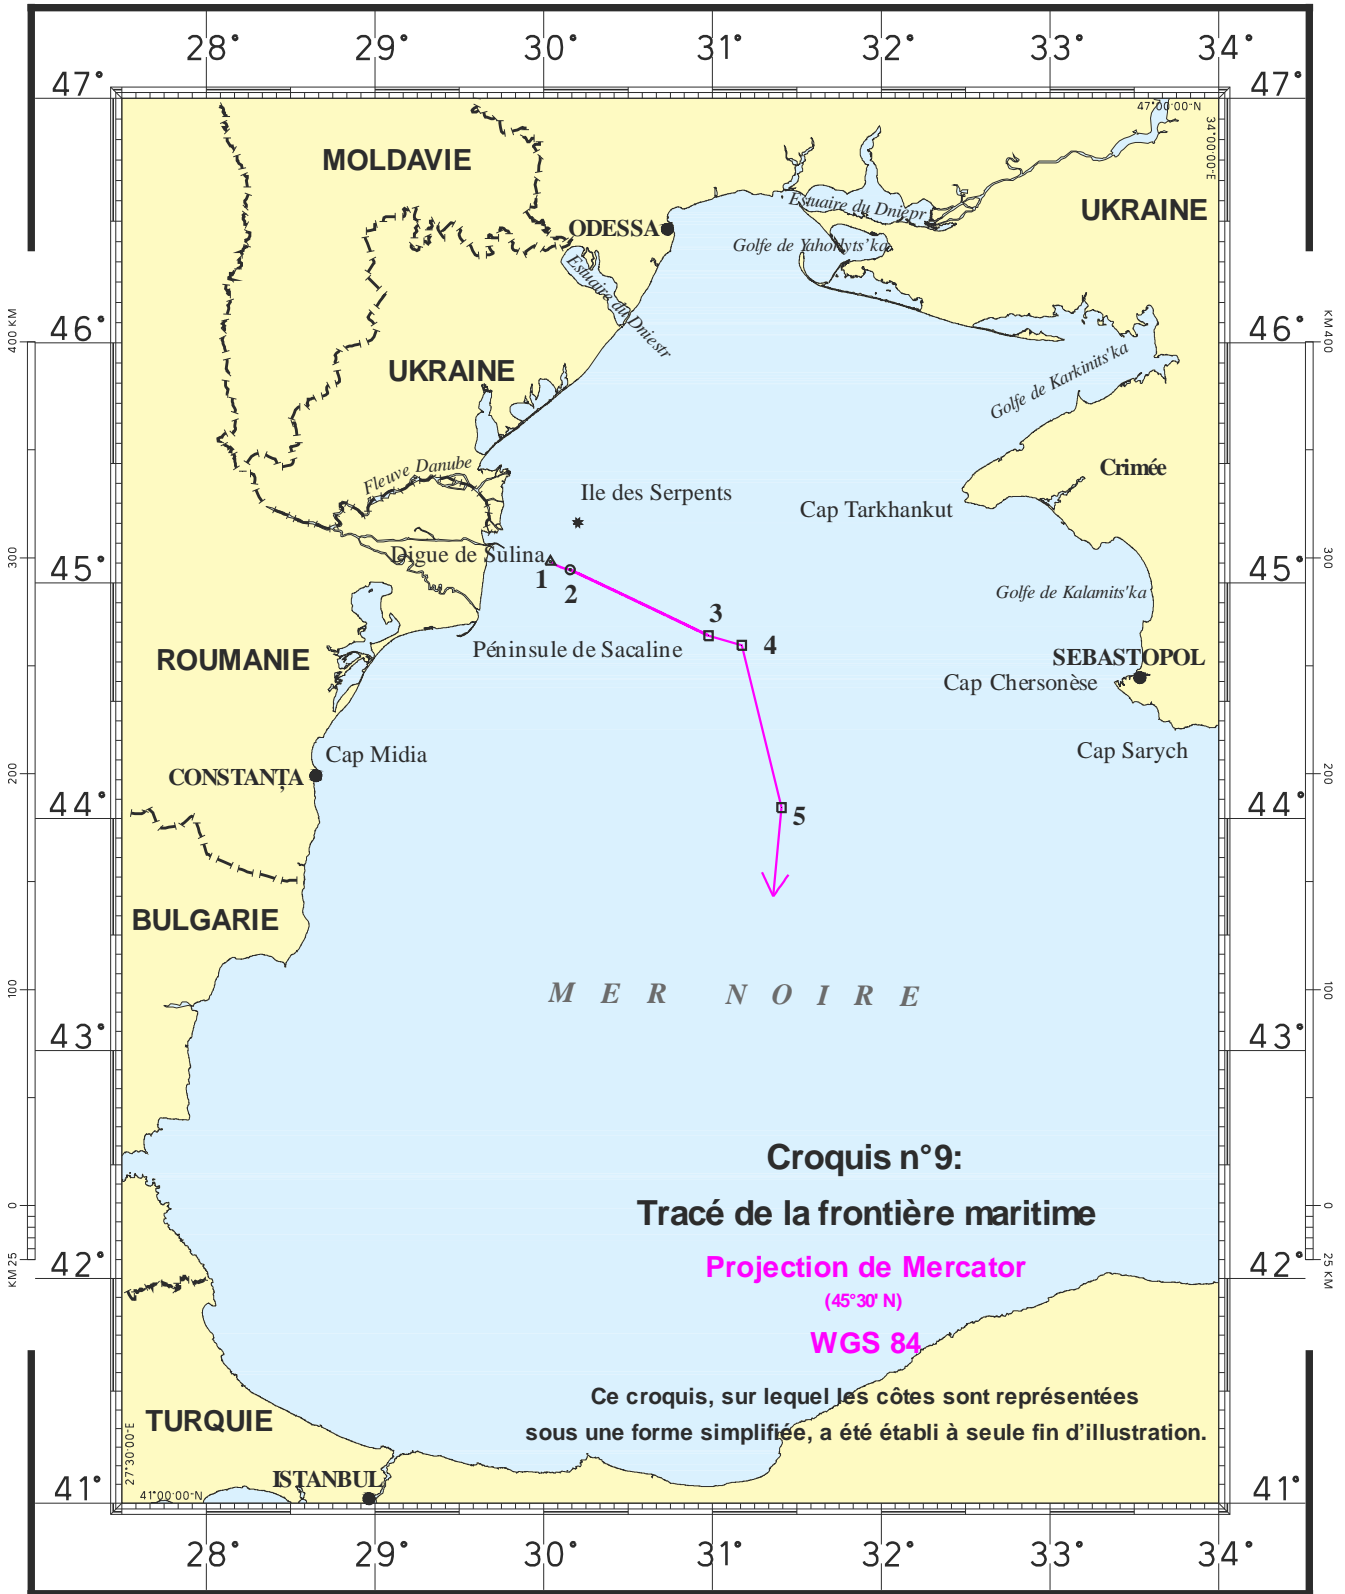 28° 29° 30° 31° 32° 33° 34°
47° 47°
47°00'00"N
34°00'00"E
MOLDAVIE
UKRAINE
Estuaire du Dniepr
ODESSA
Golfe de Yahorlyts'ka
Estuaire du Dniestr
400 KM
KM 400
46° 46°
UKRAINE
Golfe de Karkinits'ka
Crimée
Fleuve Danube
Ile des Serpents
Cap Tarkhankut
300
300
Digue de Sulina
45° 45°
1
2
Golfe de Kalamits'ka
3
4
Péninsule de Sacaline
ROUMANIE
SEBASTOPOL
Cap Chersonèse
Cap Midia
Cap Sarych
200
200
CONSTANŢA
44° 44°
5
BULGARIE
100
100
MER NOIRE
43° 43°
Croquis n°9:
0
0
Tracé de la frontière maritime
KM 25
25 KM
42° 42°
Projection de Mercator
(45°30' N)
WGS 84
Ce croquis, sur lequel les côtes sont représentées
sous une forme simplifiée, a été établi à seule fin d'illustration.
TURQUIE
27°30'00"E
ISTANBUL
41°00'00"N
41° 41°
28° 29° 30° 31° 32° 33° 34°